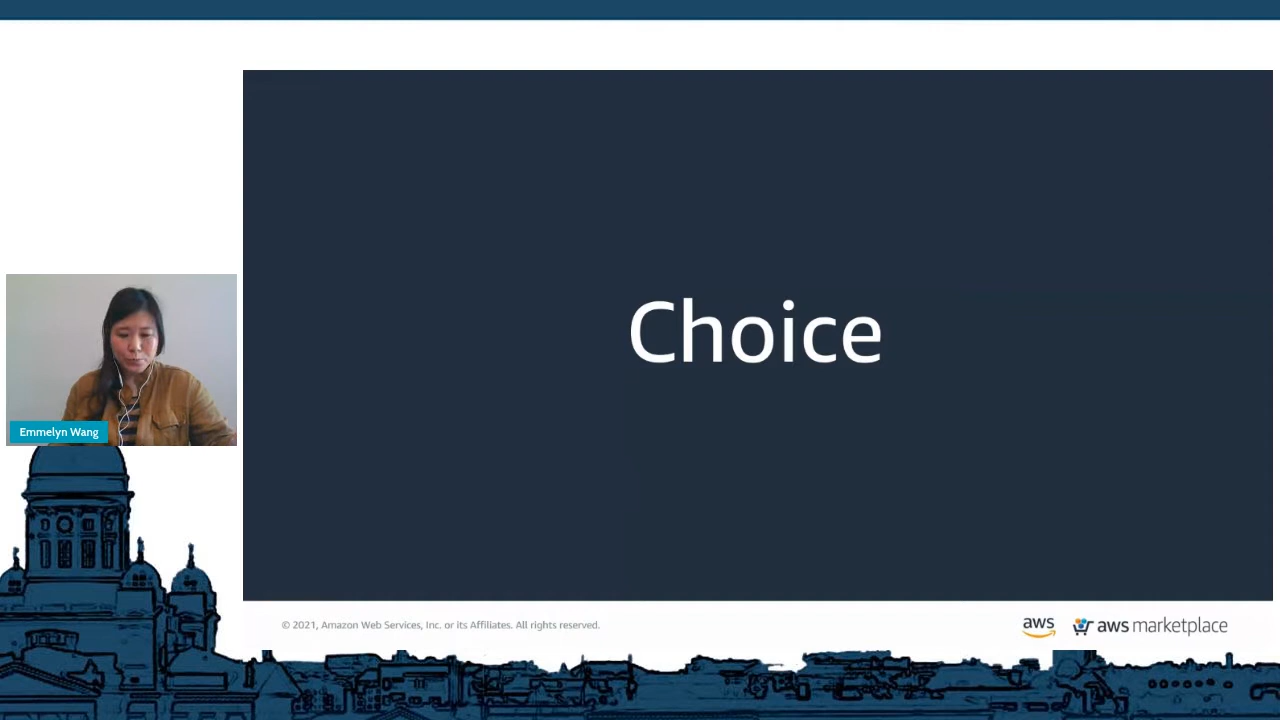 Choice
Emmelyn Wang
© 2021, Amazon Web Services, Inc. or its Affiliates. All rights reserved.
aws
aws marketplace